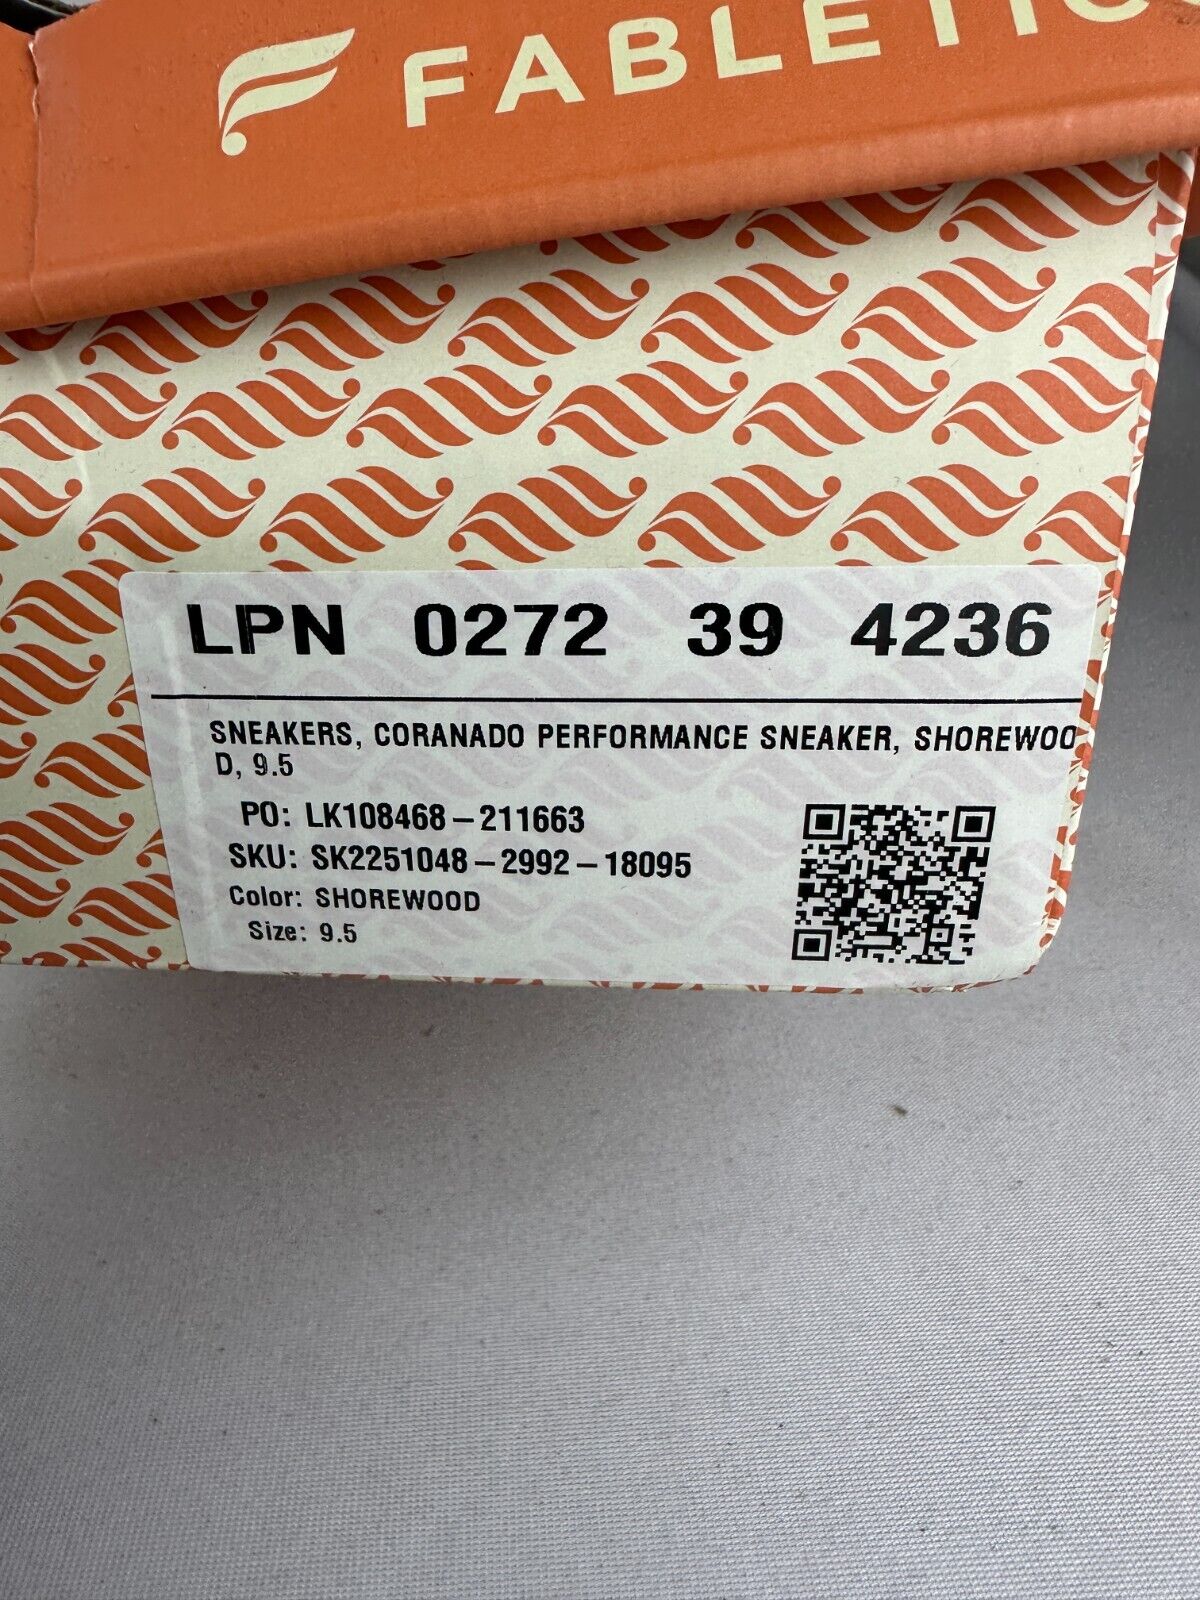 FABLETIC
LPN 0272 39 4236
SNEAKERS, CORANADO PERFORMANCE SNEAKER, SHOREWOO
D, 9.5
PO: LK108468-211663
SKU: SK2251048-2992-18095
Color: SHOREWOOD
Size: 9.5